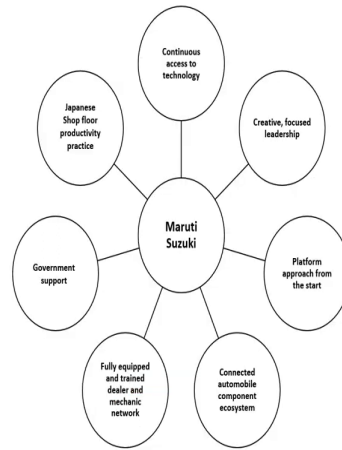 Continuous
access to
technology
Japanese
Shop floor
productivity
practice
Creative, focused
leadership
Maruti
Suzuki
Government
support
Platform
approach from
the start
Fully equipped
and trained
dealer and
mechanic
network
Connected
automobile
component
ecosystem